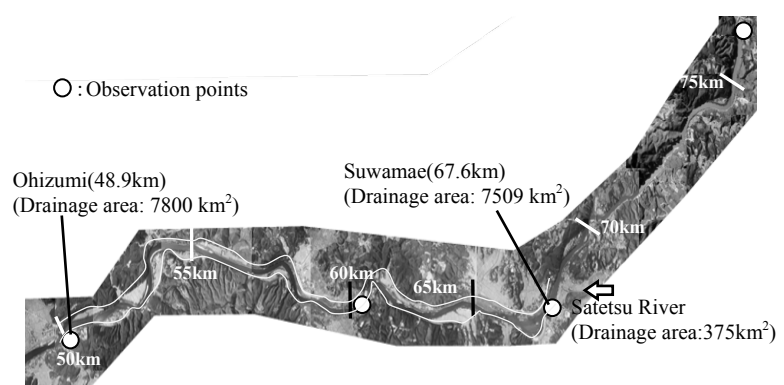 75km
○ : Observation points
Ohizumi(48.9km)
(Drainage area: 7800 km²)
Suwamae(67.6km)
(Drainage area: 7509 km²)
70km
55km
60km
65km
Satetsu River
(Drainage area:375km²)
50km